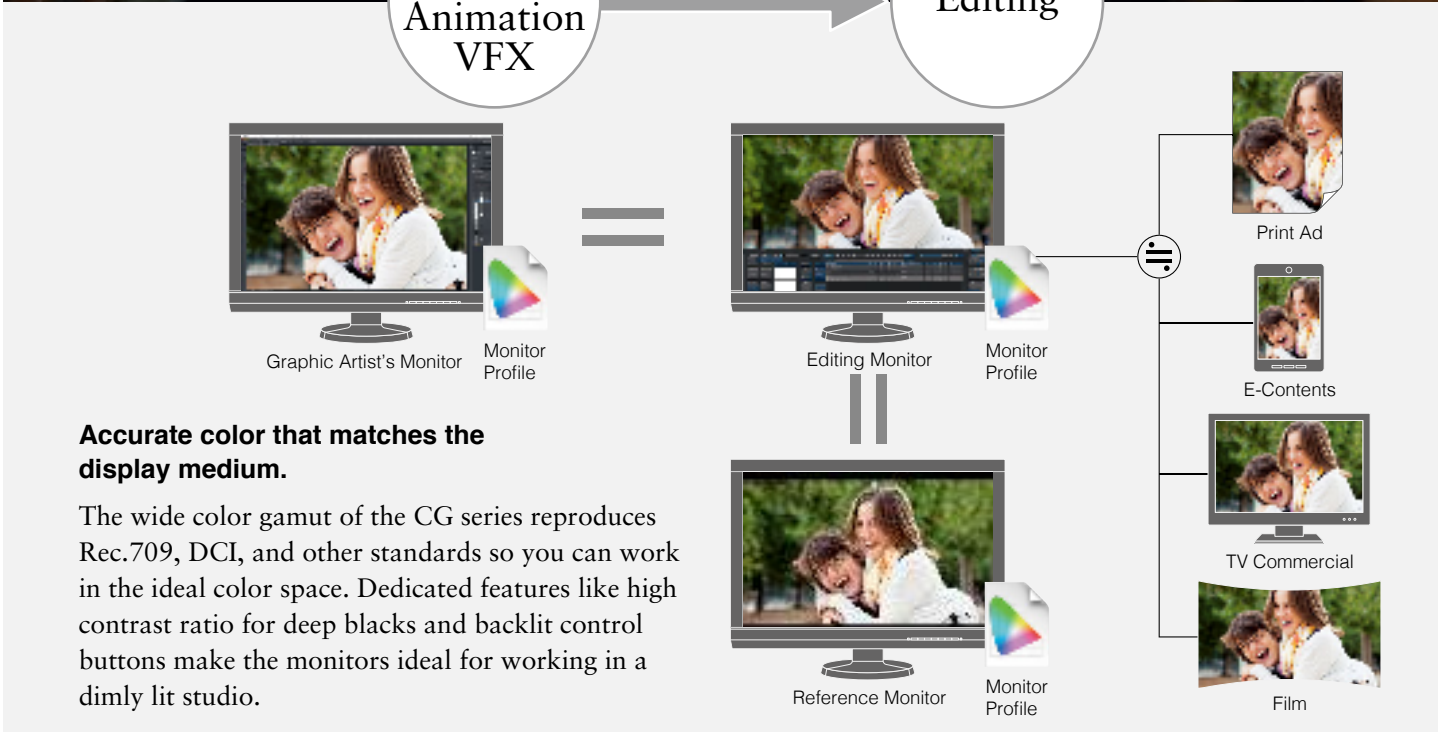 Animation
VFX
Editing
Graphic Artist’s Monitor
Monitor
Profile
Editing Monitor
Monitor
Profile
Print Ad
E-Contents
TV Commercial
Film
Accurate color that matches the
display medium.
The wide color gamut of the CG series reproduces
Rec.709, DCI, and other standards so you can work
in the ideal color space. Dedicated features like high
contrast ratio for deep blacks and backlit control
buttons make the monitors ideal for working in a
dimly lit studio.
Reference Monitor
Monitor
Profile